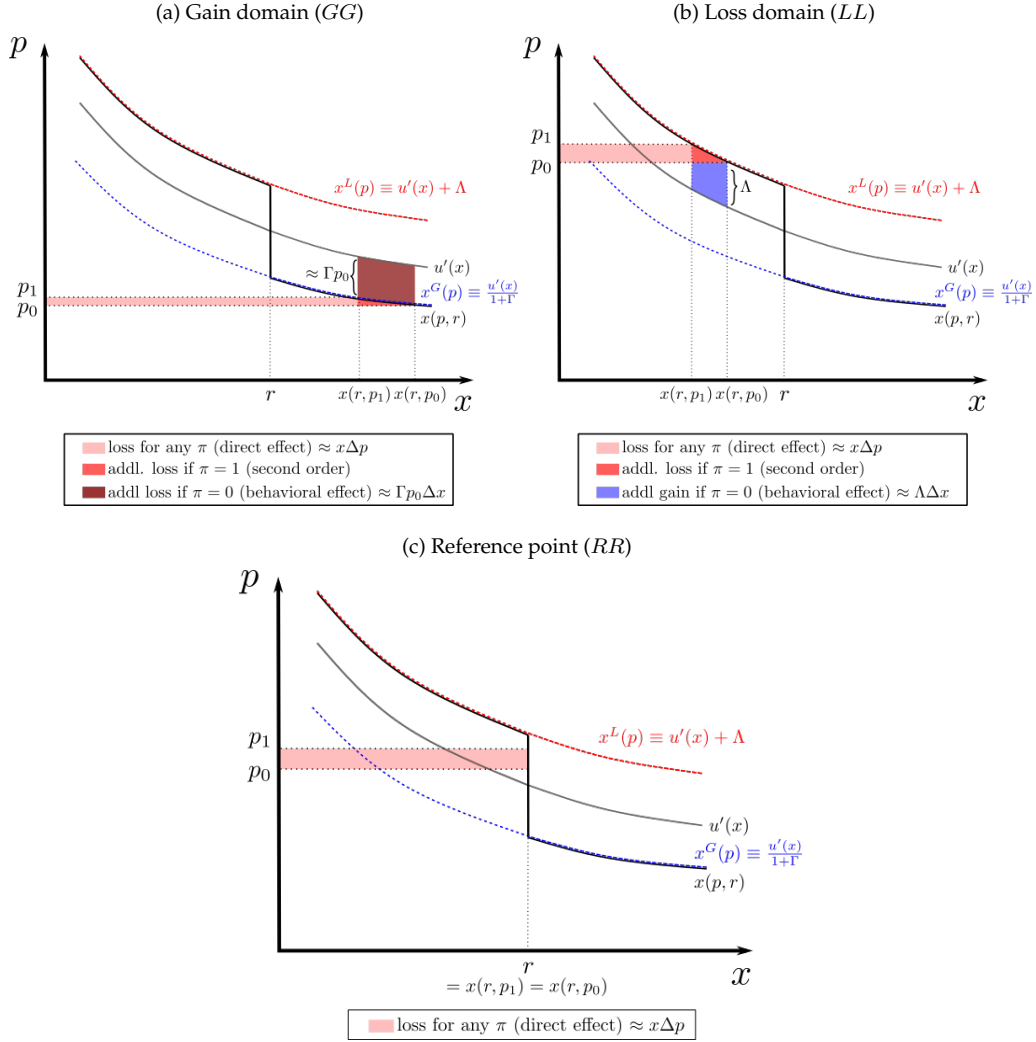 (a) Gain domain (GG)
p
x^L(p) ≡ u′(x) + Λ
u′(x)
≈ Γp₀
p₁
x^G(p) ≡ u′(x)/1+Γ
p₀
x(p, r)
r
x(r, p₁) x(r, p₀)
x
loss for any π (direct effect) ≈ xΔp
addl. loss if π = 1 (second order)
addl loss if π = 0 (behavioral effect) ≈ Γp₀Δx
(b) Loss domain (LL)
p
p₁
p₀
Λ
x^L(p) ≡ u′(x) + Λ
u′(x)
x^G(p) ≡ u′(x)/1+Γ
x(p, r)
x(r, p₁) x(r, p₀)
r
x
loss for any π (direct effect) ≈ xΔp
addl. loss if π = 1 (second order)
addl gain if π = 0 (behavioral effect) ≈ ΛΔx
(c) Reference point (RR)
p
p₁
x^L(p) ≡ u′(x) + Λ
p₀
u′(x)
x^G(p) ≡ u′(x)/1+Γ
x(p, r)
r
x
= x(r, p₁) = x(r, p₀)
loss for any π (direct effect) ≈ xΔp